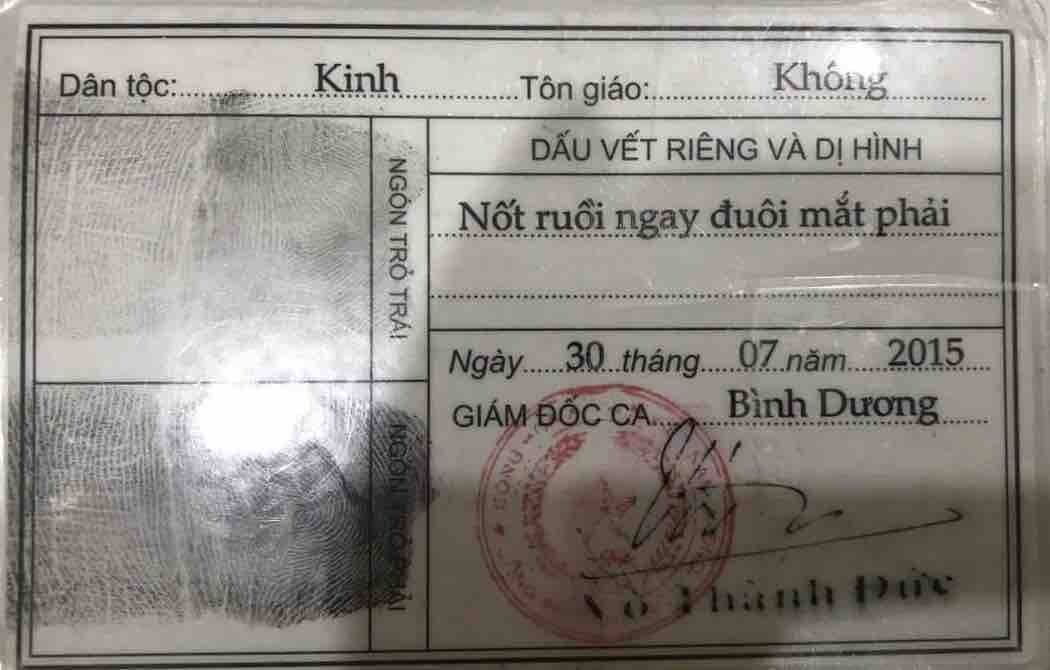 Dân tộc: Kinh Tôn giáo: Không
NGÓN TRỎ TRÁI
DẤU VẾT RIÊNG VÀ DỊ HÌNH
Nốt ruồi ngay đuôi mắt phải
Ngày 30 tháng 07 năm 2015
GIÁM ĐỐC CA Bình Dương
NGÓN TRỎ PHẢI
Võ Thành Đức